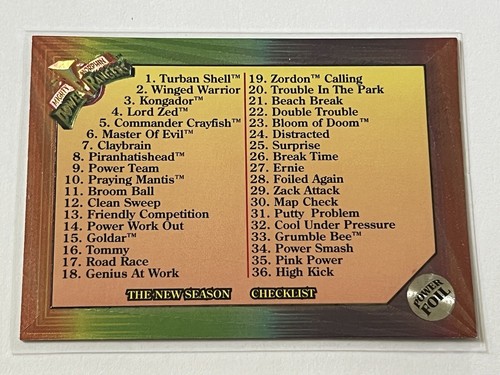 MIGHTY MORPHIN
POWER RANGERS
1. Turban Shell™
2. Winged Warrior
3. Kongador™
4. Lord Zed™
5. Commander Crayfish™
6. Master Of Evil™
7. Claybrain
8. Piranhatishead™
9. Power Team
10. Praying Mantis™
11. Broom Ball
12. Clean Sweep
13. Friendly Competition
14. Power Work Out
15. Goldar™
16. Tommy
17. Road Race
18. Genius At Work
19. Zordon™ Calling
20. Trouble In The Park
21. Beach Break
22. Double Trouble
23. Bloom of Doom™
24. Distracted
25. Surprise
26. Break Time
27. Ernie
28. Foiled Again
29. Zack Attack
30. Map Check
31. Putty Problem
32. Cool Under Pressure
33. Grumble Bee™
34. Power Smash
35. Pink Power
36. High Kick
THE NEW SEASON CHECKLIST
POWER
FOIL